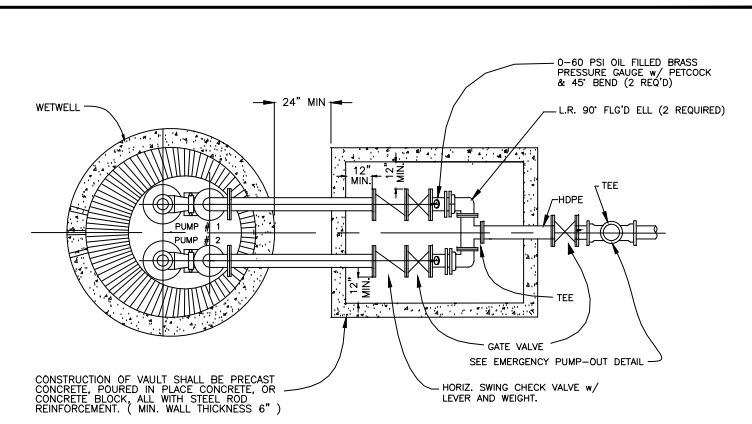 0-60 PSI OIL FILLED BRASS
PRESSURE GAUGE w/ PETCOCK
& 45° BEND (2 REQ'D)
WETWELL
24" MIN
L.R. 90° FLG'D ELL (2 REQUIRED)
12"
MIN.
12"
MIN.
TEE
HDPE
PUMP # 1
PUMP # 2
12"
MIN.
TEE
GATE VALVE
SEE EMERGENCY PUMP-OUT DETAIL
CONSTRUCTION OF VAULT SHALL BE PRECAST
CONCRETE, POURED IN PLACE CONCRETE, OR
CONCRETE BLOCK, ALL WITH STEEL ROD
REINFORCEMENT. ( MIN. WALL THICKNESS 6" )
HORIZ. SWING CHECK VALVE w/
LEVER AND WEIGHT.